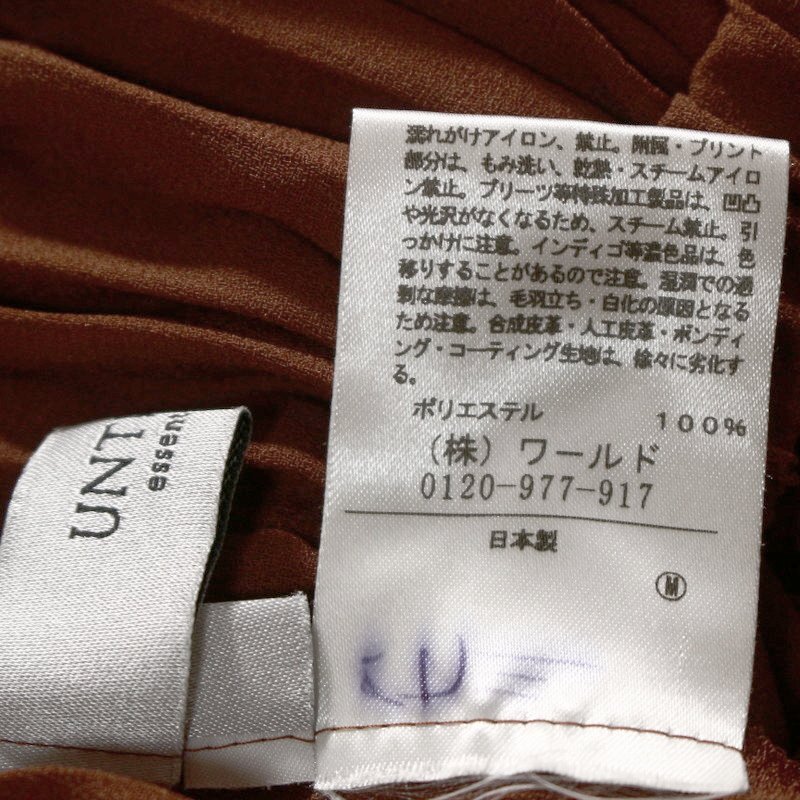 濡れがけアイロン、禁止。附属・プリント
部分は、もみ洗い、乾熱・スチームアイロ
ン禁止。プリーツ等特殊加工製品は、凹凸
や光沢がなくなるため、スチーム禁止。引
っかけに注意。インディゴ等濃色品は、色
移りすることがあるので注意。湿潤での過
剰な摩擦は、毛羽立ち・白化の原因となる
ため注意。合成皮革・人工皮革・ボンディ
ング・コーティング生地は、徐々に劣化す
る。
ポリエステル 100%
(株)ワールド
0120-977-917
日本製
M
UNT
essent